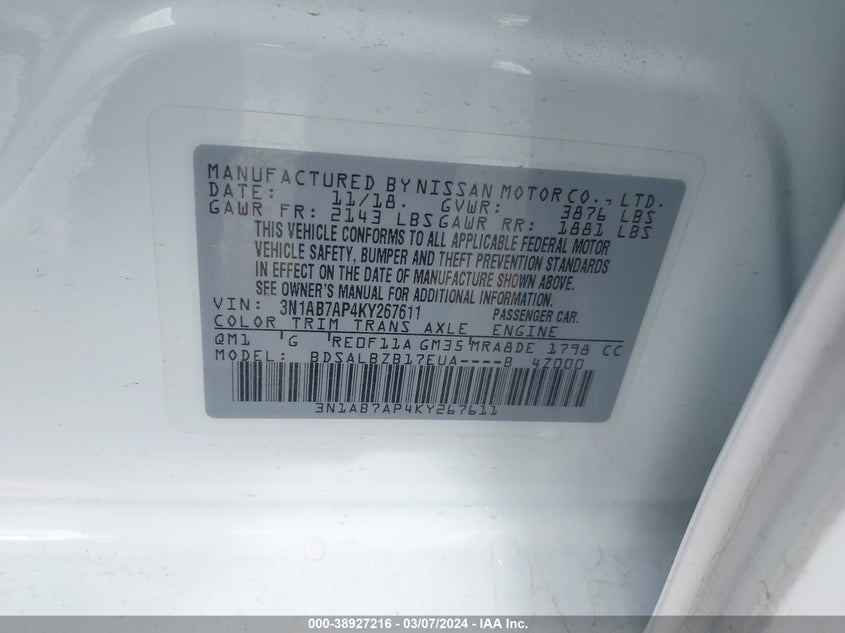 MANUFACTURED BY NISSAN MOTOR CO., LTD.
DATE: 11/18. GVWR: 3876 LBS
GAWR FR: 2143 LBS GAWR RR: 1881 LBS
THIS VEHICLE CONFORMS TO ALL APPLICABLE FEDERAL MOTOR
VEHICLE SAFETY, BUMPER AND THEFT PREVENTION STANDARDS
IN EFFECT ON THE DATE OF MANUFACTURE SHOWN ABOVE.
SEE OWNER'S MANUAL FOR ADDITIONAL INFORMATION.
VIN: 3N1AB7AP4KY267611 PASSENGER CAR.
COLOR TRIM TRANS AXLE ENGINE
QM1 G RE0F11A GM35 MRA8DE 1798 CC
MODEL: BDSALBZB17EUA----B 4Z000
3N1AB7AP4KY267611
000-38927216 - 03/07/2024 - IAA Inc.